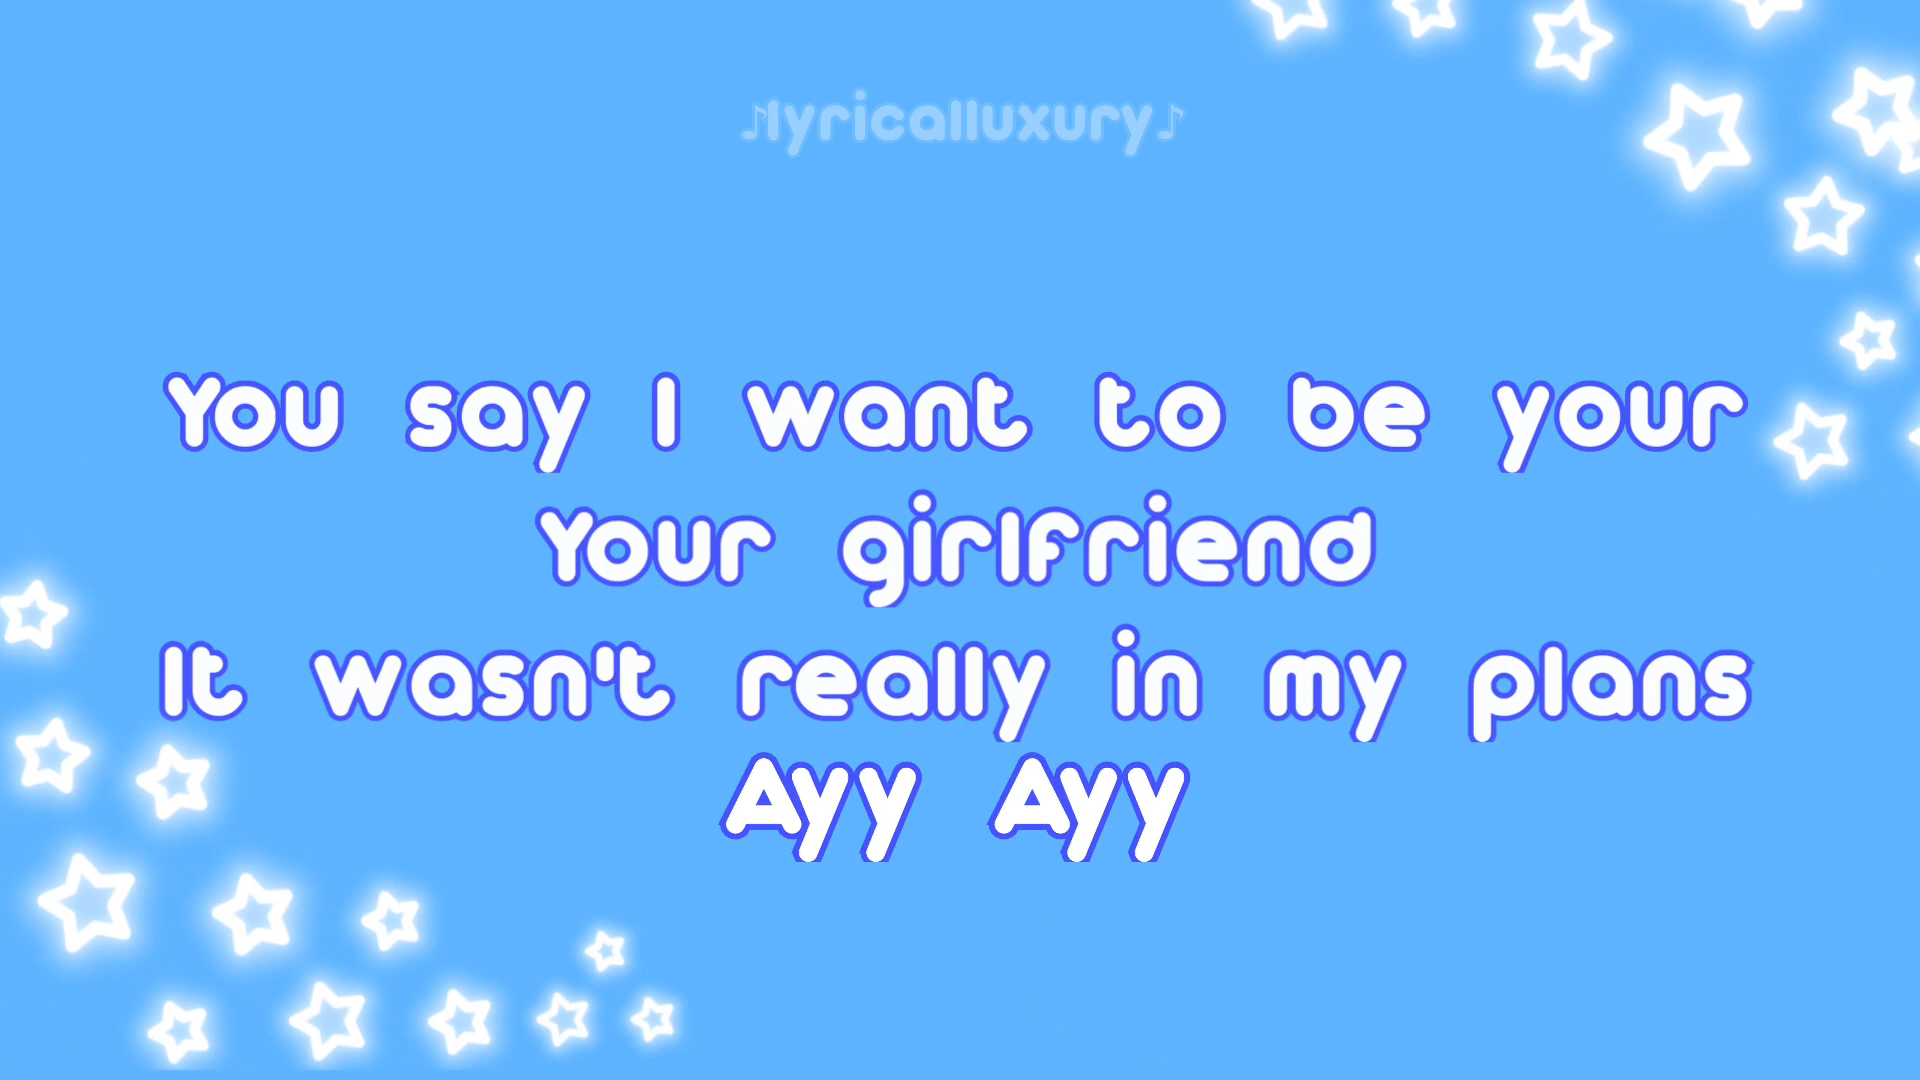 ♪lyricalluxury♪
You say I want to be your
Your girlfriend
It wasn't really in my plans
Ayy Ayy